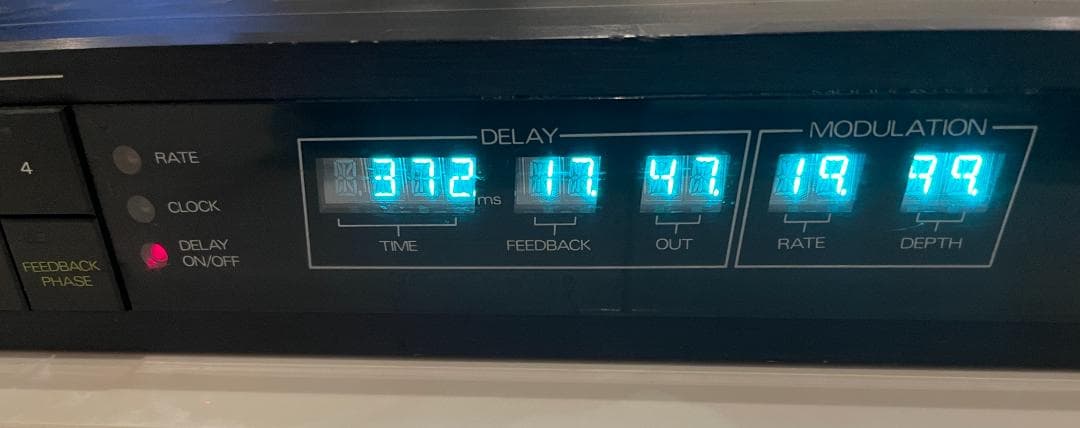 4
FEEDBACK
PHASE
RATE
CLOCK
DELAY
ON/OFF
DELAY
372 ms
17.
47.
TIME
FEEDBACK
OUT
MODULATION
19.
RATE
DEPTH